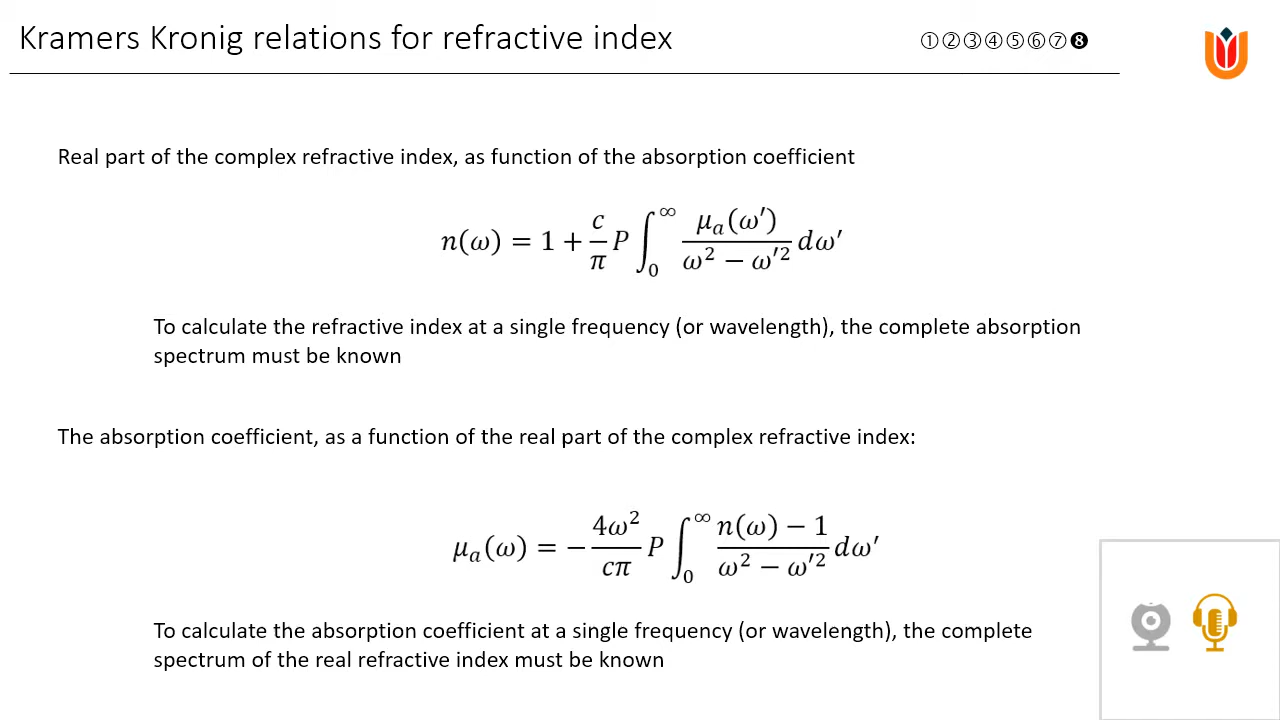 Kramers Kronig relations for refractive index
①②③④⑤⑥⑦❽
Real part of the complex refractive index, as function of the absorption coefficient
n(ω) = 1 + c/π P ∫₀^∞ μₐ(ω′)/(ω² − ω′²) dω′
To calculate the refractive index at a single frequency (or wavelength), the complete absorption
spectrum must be known
The absorption coefficient, as a function of the real part of the complex refractive index:
μₐ(ω) = − 4ω²/cπ P ∫₀^∞ (n(ω) − 1)/(ω² − ω′²) dω′
To calculate the absorption coefficient at a single frequency (or wavelength), the complete
spectrum of the real refractive index must be known